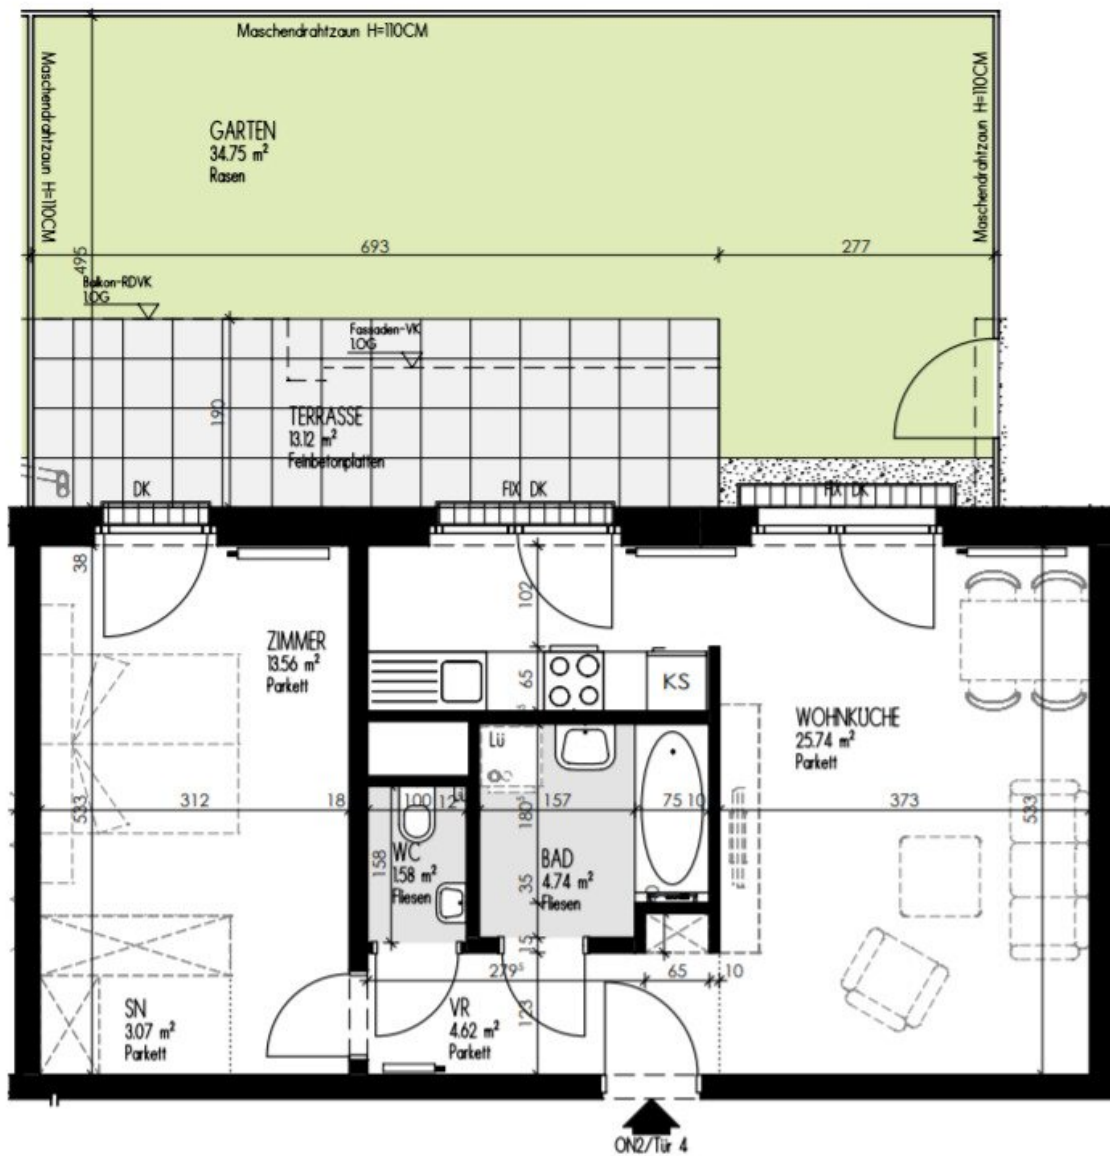 Maschendrahtzaun H=110CM
Maschendrahtzaun H=110CM
Maschendrahtzaun H=110CM
GARTEN
34.75 m²
Rasen
693
277
495
Balkon-RDVK
1.OG
Fassaden-VK
1.OG
190
TERRASSE
13.12 m²
Feinbetonplatten
DK
FIX DK
FIX DK
38
102
ZIMMER
13.56 m²
Parkett
65
5
KS
WOHNKÜCHE
25.74 m²
Parkett
Lü
533
312
18
100
12
Lü
180⁵
157
75
10
373
533
158
WC
1.58 m²
Fliesen
35
BAD
4.74 m²
Fliesen
15
279⁵
65
10
SN
3.07 m²
Parkett
VR
4.62 m²
Parkett
123
ON2/Tür 4